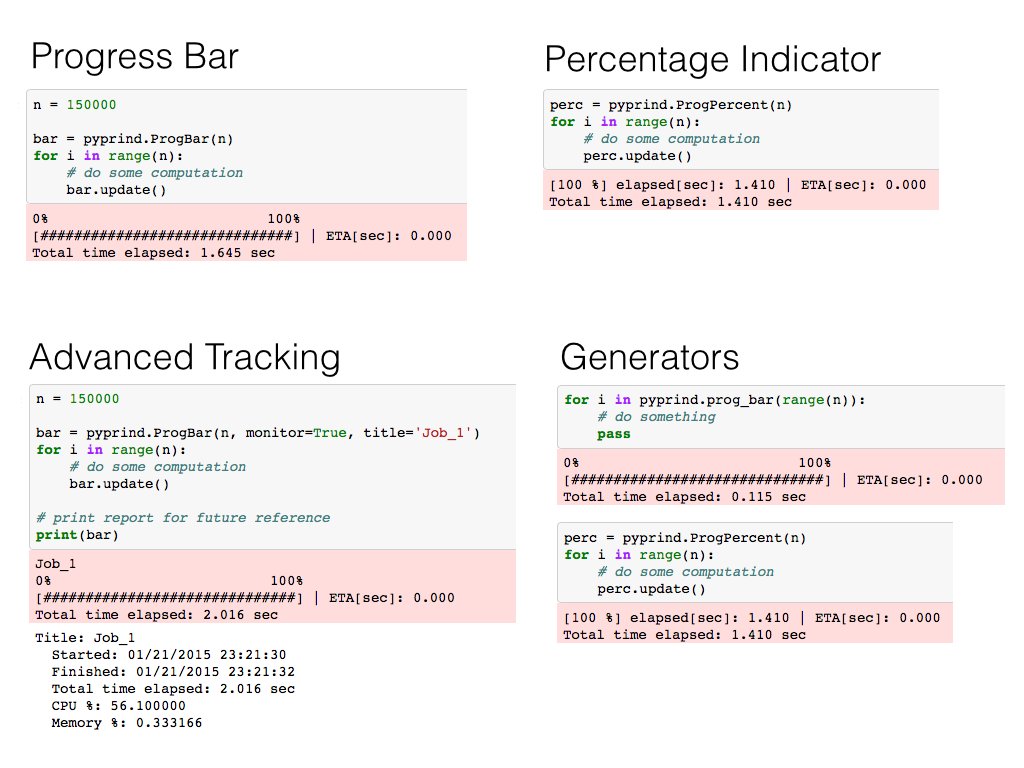 Progress Bar
n = 150000
bar = pyprind.ProgBar(n)
for i in range(n):
    # do some computation
    bar.update()
0%                          100%
[##############################] | ETA[sec]: 0.000
Total time elapsed: 1.645 sec
Percentage Indicator
perc = pyprind.ProgPercent(n)
for i in range(n):
    # do some computation
    perc.update()
[100 %] elapsed[sec]: 1.410 | ETA[sec]: 0.000
Total time elapsed: 1.410 sec
Advanced Tracking
n = 150000
bar = pyprind.ProgBar(n, monitor=True, title='Job_1')
for i in range(n):
    # do some computation
    bar.update()
# print report for future reference
print(bar)
Job_1
0%                          100%
[##############################] | ETA[sec]: 0.000
Total time elapsed: 2.016 sec
Title: Job_1
  Started: 01/21/2015 23:21:30
  Finished: 01/21/2015 23:21:32
  Total time elapsed: 2.016 sec
  CPU %: 56.100000
  Memory %: 0.333166
Generators
for i in pyprind.prog_bar(range(n)):
    # do something
    pass
0%                          100%
[##############################] | ETA[sec]: 0.000
Total time elapsed: 0.115 sec
perc = pyprind.ProgPercent(n)
for i in range(n):
    # do some computation
    perc.update()
[100 %] elapsed[sec]: 1.410 | ETA[sec]: 0.000
Total time elapsed: 1.410 sec